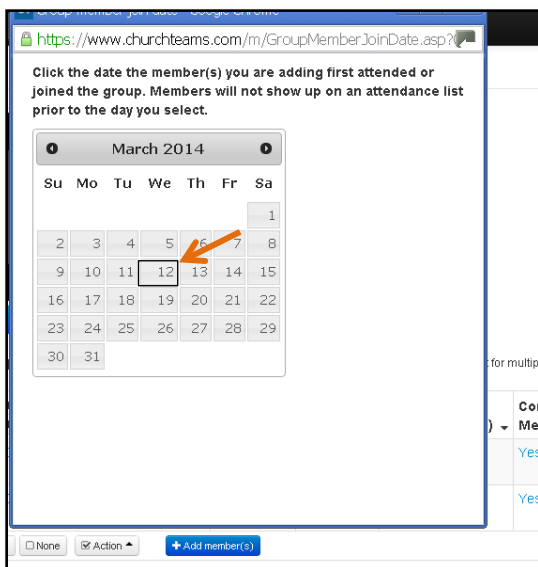 Group Member Join Date - Google Chrome
https://www.churchteams.com/m/GroupMemberJoinDate.asp?
Click the date the member(s) you are adding first attended or
joined the group. Members will not show up on an attendance list
prior to the day you select.
March 2014
Su Mo Tu We Th Fr Sa
1
2 3 4 5 6 7 8
9 10 11 12 13 14 15
16 17 18 19 20 21 22
23 24 25 26 27 28 29
30 31
for multip
Co
) Me
Yes
Yes
None Action + Add member(s)